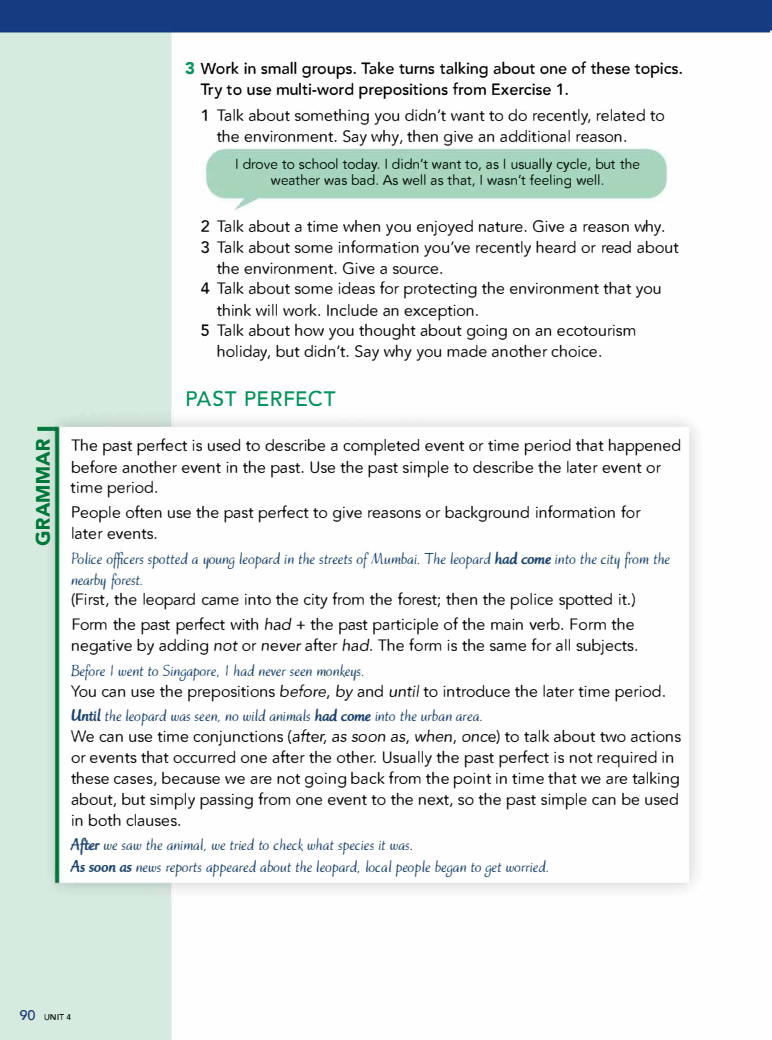 3 Work in small groups. Take turns talking about one of these topics.
Try to use multi-word prepositions from Exercise 1.
1 Talk about something you didn't want to do recently, related to
the environment. Say why, then give an additional reason.
I drove to school today. I didn't want to, as I usually cycle, but the
weather was bad. As well as that, I wasn't feeling well.
2 Talk about a time when you enjoyed nature. Give a reason why.
3 Talk about some information you've recently heard or read about
the environment. Give a source.
4 Talk about some ideas for protecting the environment that you
think will work. Include an exception.
5 Talk about how you thought about going on an ecotourism
holiday, but didn't. Say why you made another choice.
PAST PERFECT
GRAMMAR
The past perfect is used to describe a completed event or time period that happened
before another event in the past. Use the past simple to describe the later event or
time period.
People often use the past perfect to give reasons or background information for
later events.
Police officers spotted a young leopard in the streets of Mumbai. The leopard had come into the city from the
nearby forest.
(First, the leopard came into the city from the forest; then the police spotted it.)
Form the past perfect with had + the past participle of the main verb. Form the
negative by adding not or never after had. The form is the same for all subjects.
Before I went to Singapore, I had never seen monkeys.
You can use the prepositions before, by and until to introduce the later time period.
Until the leopard was seen, no wild animals had come into the urban area.
We can use time conjunctions (after, as soon as, when, once) to talk about two actions
or events that occurred one after the other. Usually the past perfect is not required in
these cases, because we are not going back from the point in time that we are talking
about, but simply passing from one event to the next, so the past simple can be used
in both clauses.
After we saw the animal, we tried to check what species it was.
As soon as news reports appeared about the leopard, local people began to get worried.
90 UNIT 4